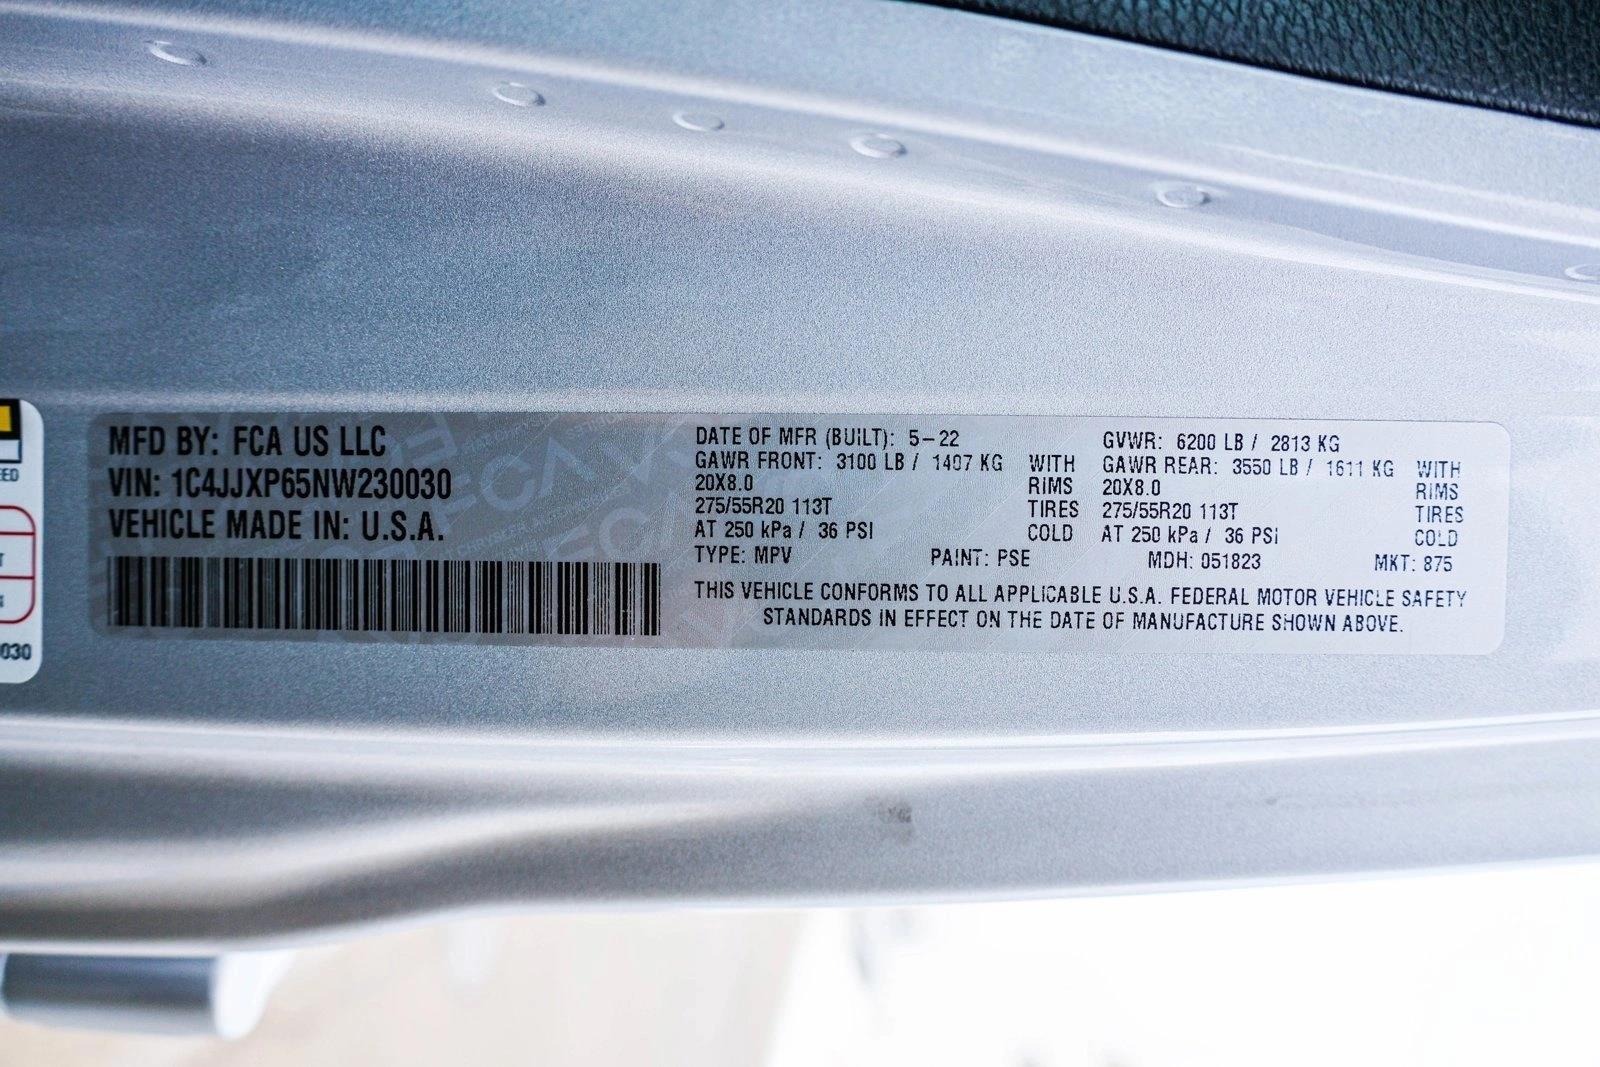 MFD BY: FCA US LLC
VIN: 1C4JJXP65NW230030
VEHICLE MADE IN: U.S.A.
DATE OF MFR (BUILT): 5-22
GAWR FRONT: 3100 LB / 1407 KG WITH
20X8.0 RIMS
275/55R20 113T TIRES
AT 250 kPa / 36 PSI COLD
GVWR: 6200 LB / 2813 KG
GAWR REAR: 3550 LB / 1611 KG WITH
20X8.0 RIMS
275/55R20 113T TIRES
AT 250 kPa / 36 PSI COLD
TYPE: MPV PAINT: PSE MDH: 051823 MKT: 875
THIS VEHICLE CONFORMS TO ALL APPLICABLE U.S.A. FEDERAL MOTOR VEHICLE SAFETY
STANDARDS IN EFFECT ON THE DATE OF MANUFACTURE SHOWN ABOVE.
FCA
030